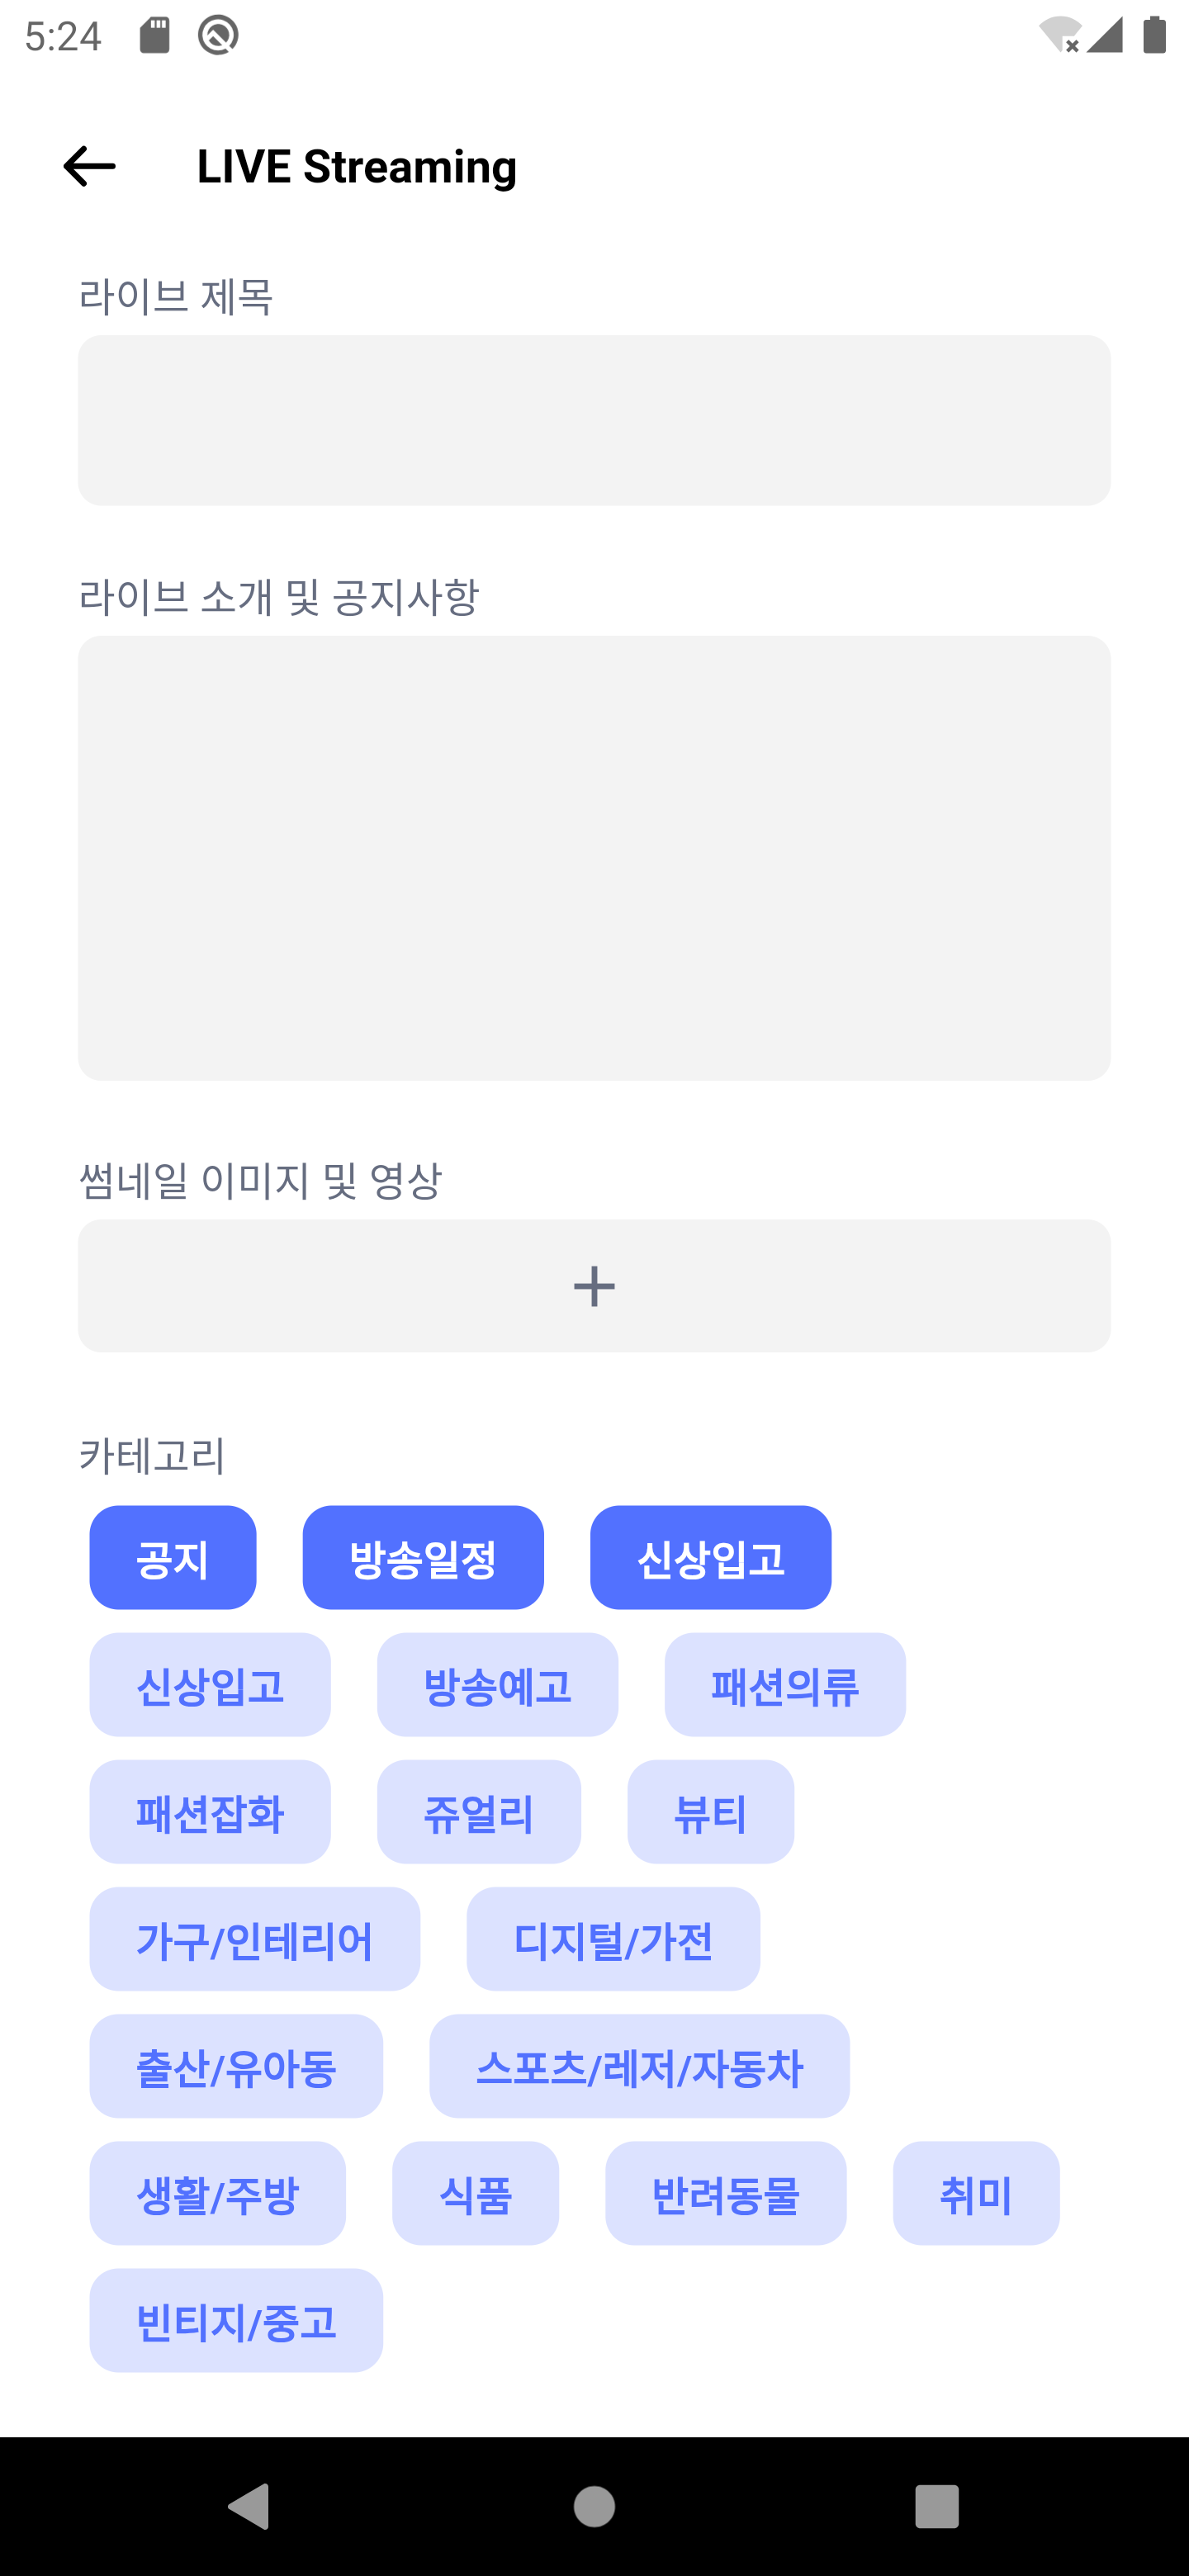 5:24
LIVE Streaming
라이브 제목
라이브 소개 및 공지사항
썸네일 이미지 및 영상
카테고리
공지 방송일정 신상입고
신상입고 방송예고 패션의류
패션잡화 쥬얼리 뷰티
가구/인테리어 디지털/가전
출산/유아동 스포츠/레저/자동차
생활/주방 식품 반려동물 취미
빈티지/중고